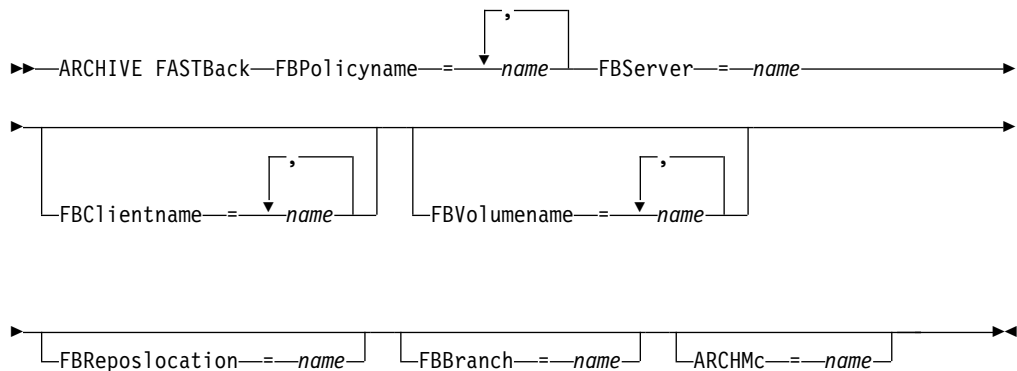 ,
ARCHIVE FASTBack FBPolicyname = name FBServer = name
, ,
FBClientname = name FBVolumename = name
FBReposlocation = name FBBranch = name ARCHMc = name